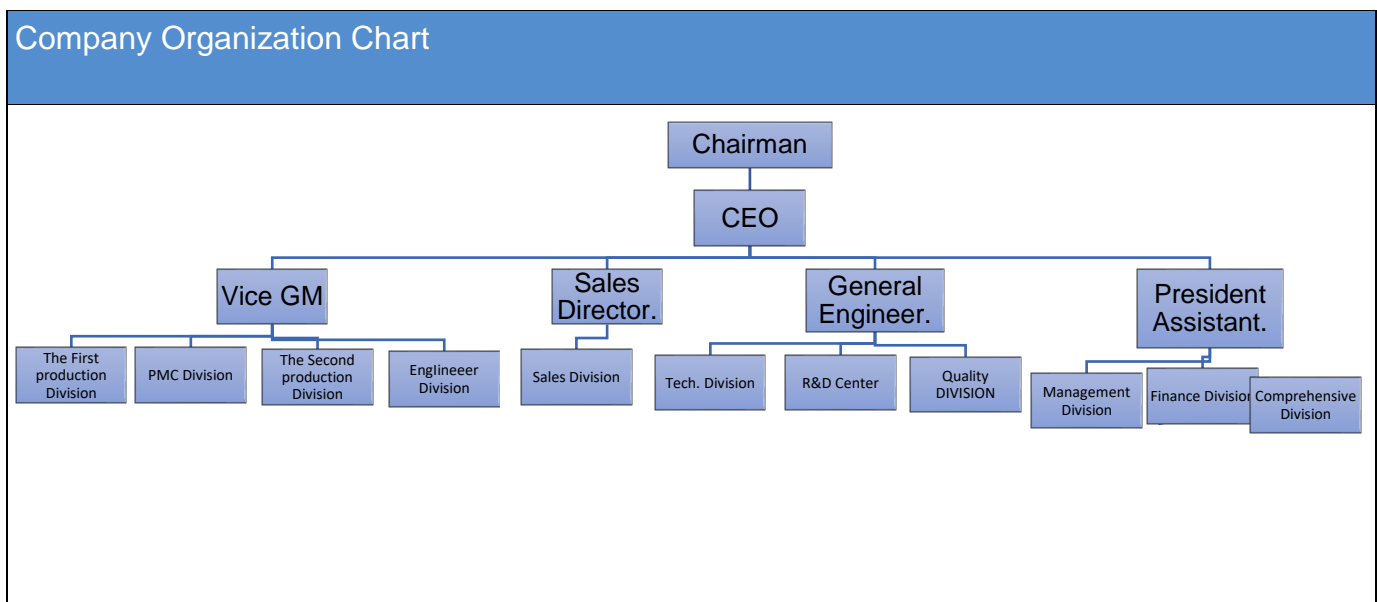 Company Organization Chart
Chairman
CEO
Vice GM
Sales
Director.
General
Engineer.
President
Assistant.
The First
production
Division
PMC Division
The Second
production
Division
Englineeer
Division
Sales Division
Tech. Division
R&D Center
Quality
DIVISION
Management
Division
Finance Division
Comprehensive
Division